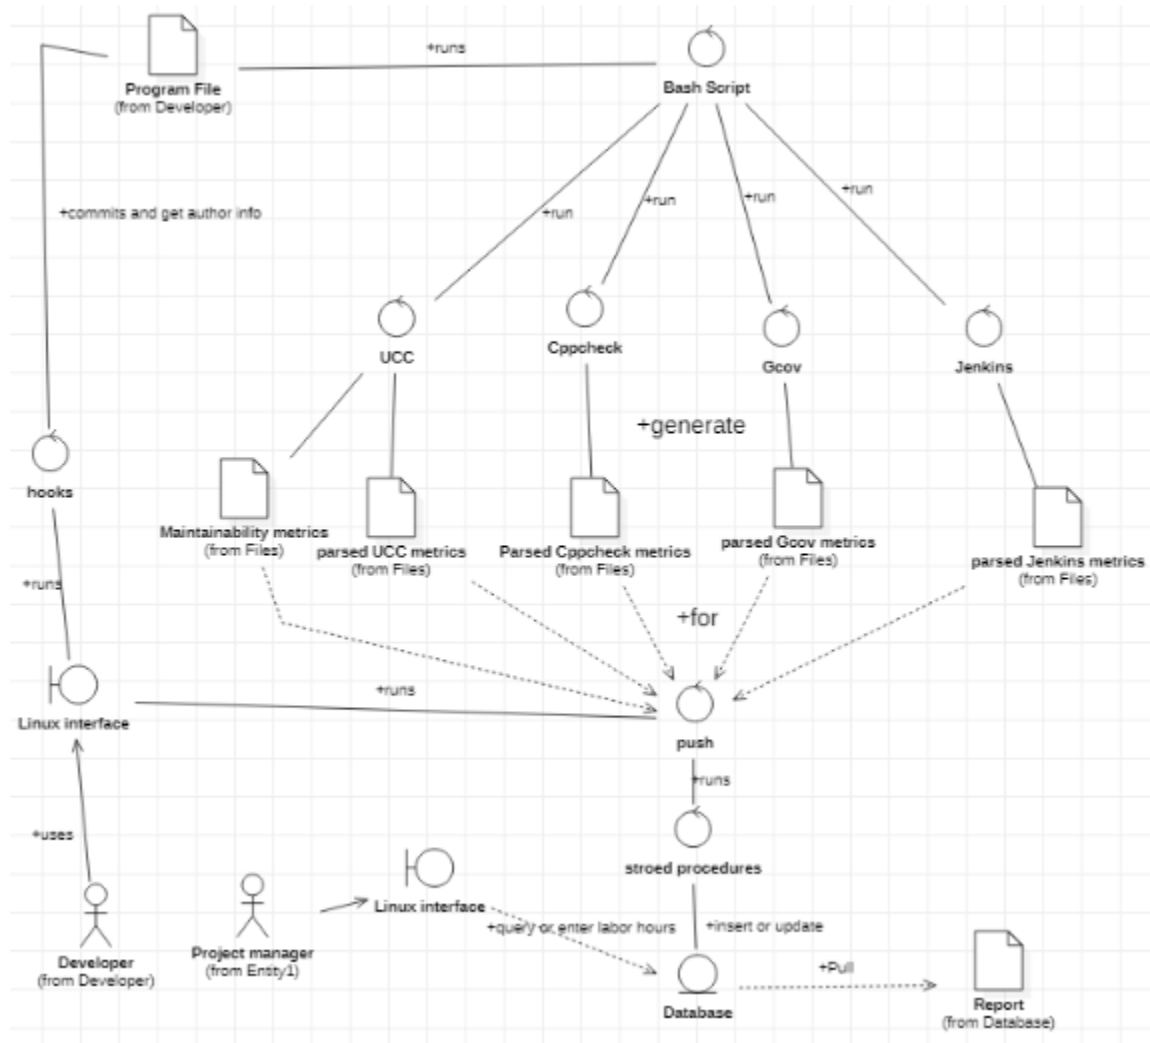 +runs
Program File
(from Developer)
Bash Script
+run
+run
+run
+run
+commits and get author info
UCC
Cppcheck
Gcov
Jenkins
+generate
hooks
Maintainability metrics
(from Files)
parsed UCC metrics
(from Files)
Parsed Cppcheck metrics
(from Files)
parsed Gcov metrics
(from Files)
parsed Jenkins metrics
(from Files)
+runs
+for
+runs
Linux interface
push
+runs
+uses
stroed procedures
Linux interface
+query or enter labor hours
+insert or update
Developer
(from Developer)
Project manager
(from Entity1)
+Pull
Database
Report
(from Database)